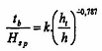 t_b / H_sp = k (h_t / h)^-0,787